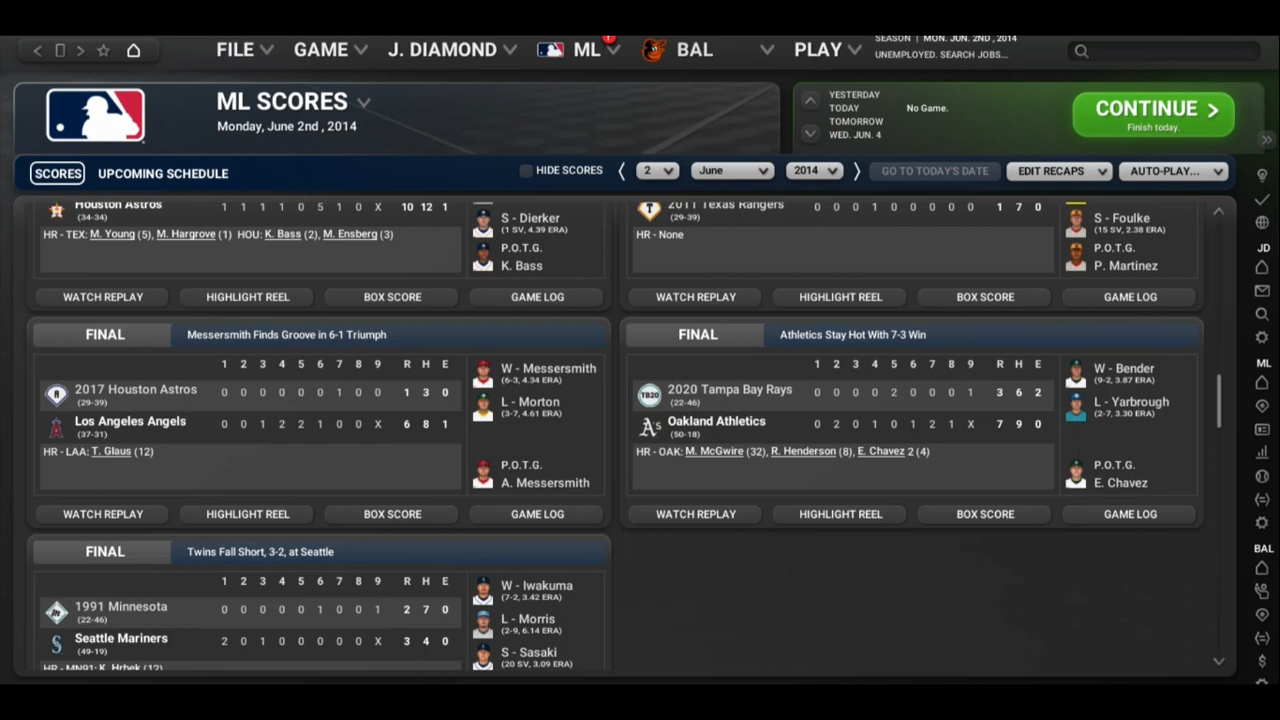 FILE GAME J. DIAMOND ML BAL PLAY
SEASON | MON. JUN. 2ND, 2014
UNEMPLOYED. SEARCH JOBS...
ML SCORES
Monday, June 2nd , 2014
YESTERDAY
TODAY
TOMORROW
WED. JUN. 4
No Game.
CONTINUE >
Finish today.
SCORES UPCOMING SCHEDULE
HIDE SCORES 2 June 2014 GO TO TODAY'S DATE EDIT RECAPS AUTO-PLAY...
Houston Astros 1 1 1 1 0 5 1 0 X 10 12 1
(34-34)
HR - TEX: M. Young (5), M. Hargrove (1) HOU: K. Bass (2), M. Ensberg (3)
S - Dierker
(1 SV, 4.39 ERA)
P.O.T.G.
K. Bass
WATCH REPLAY HIGHLIGHT REEL BOX SCORE GAME LOG
2011 Texas Rangers 0 0 0 1 0 0 0 0 0 1 7 0
(29-39)
HR - None
S - Foulke
(15 SV, 2.38 ERA)
P.O.T.G.
P. Martinez
WATCH REPLAY HIGHLIGHT REEL BOX SCORE GAME LOG
FINAL Messersmith Finds Groove in 6-1 Triumph
1 2 3 4 5 6 7 8 9 R H E
2017 Houston Astros 0 0 0 0 0 0 1 0 0 1 3 0
(29-39)
Los Angeles Angels 0 0 1 2 2 1 0 0 X 6 8 1
(37-31)
HR - LAA: T. Glaus (12)
W - Messersmith
(6-3, 4.34 ERA)
L - Morton
(3-7, 4.61 ERA)
P.O.T.G.
A. Messersmith
WATCH REPLAY HIGHLIGHT REEL BOX SCORE GAME LOG
FINAL Athletics Stay Hot With 7-3 Win
1 2 3 4 5 6 7 8 9 R H E
TB20 2020 Tampa Bay Rays 0 0 0 0 2 0 0 0 1 3 6 2
(22-46)
A's Oakland Athletics 0 2 0 1 0 1 2 1 X 7 9 0
(50-18)
HR - OAK: M. McGwire (32), R. Henderson (8), E. Chavez 2 (4)
W - Bender
(9-2, 3.87 ERA)
L - Yarbrough
(2-7, 3.30 ERA)
P.O.T.G.
E. Chavez
WATCH REPLAY HIGHLIGHT REEL BOX SCORE GAME LOG
FINAL Twins Fall Short, 3-2, at Seattle
1 2 3 4 5 6 7 8 9 R H E
1991 Minnesota 0 0 0 0 0 1 0 0 1 2 7 0
(22-46)
Seattle Mariners 2 0 1 0 0 0 0 0 X 3 4 0
(49-19)
HR - MN91: K. Hrbek (12)
W - Iwakuma
(7-2, 3.42 ERA)
L - Morris
(2-9, 6.14 ERA)
S - Sasaki
(20 SV, 3.09 ERA)
JD
ML
BAL